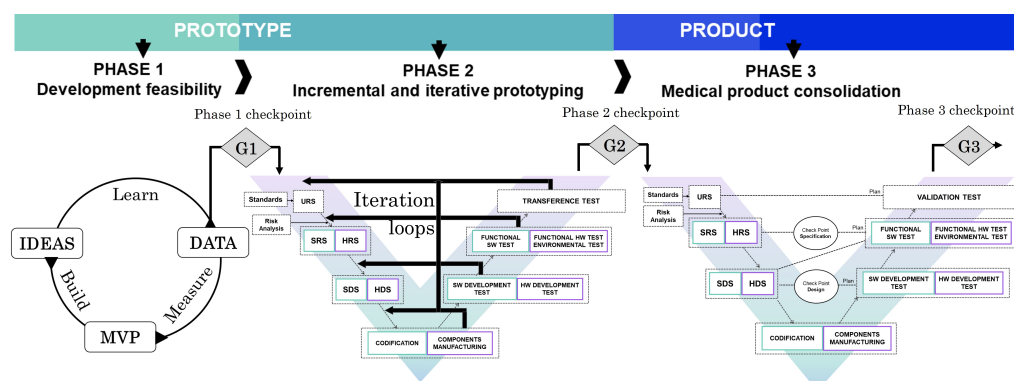 PROTOTYPE
PRODUCT
PHASE 1
Development feasibility
PHASE 2
Incremental and iterative prototyping
PHASE 3
Medical product consolidation
Phase 1 checkpoint
G1
Learn
IDEAS
DATA
Build
Measure
MVP
Phase 2 checkpoint
G2
Iteration
loops
Standards
URS
Risk
Analysis
SRS
HRS
SDS
HDS
CODIFICATION
COMPONENTS
MANUFACTURING
SW DEVELOPMENT
TEST
HW DEVELOPMENT
TEST
FUNCTIONAL
SW TEST
FUNCTIONAL HW TEST
ENVIRONMENTAL TEST
TRANSFERENCE TEST
Phase 3 checkpoint
G3
Standards
URS
Risk
Analysis
SRS
HRS
SDS
HDS
CODIFICATION
COMPONENTS
MANUFACTURING
Check Point
Specification
Check Point
Design
Plan
Plan
Plan
SW DEVELOPMENT
TEST
HW DEVELOPMENT
TEST
FUNCTIONAL
SW TEST
FUNCTIONAL HW TEST
ENVIRONMENTAL TEST
VALIDATION TEST